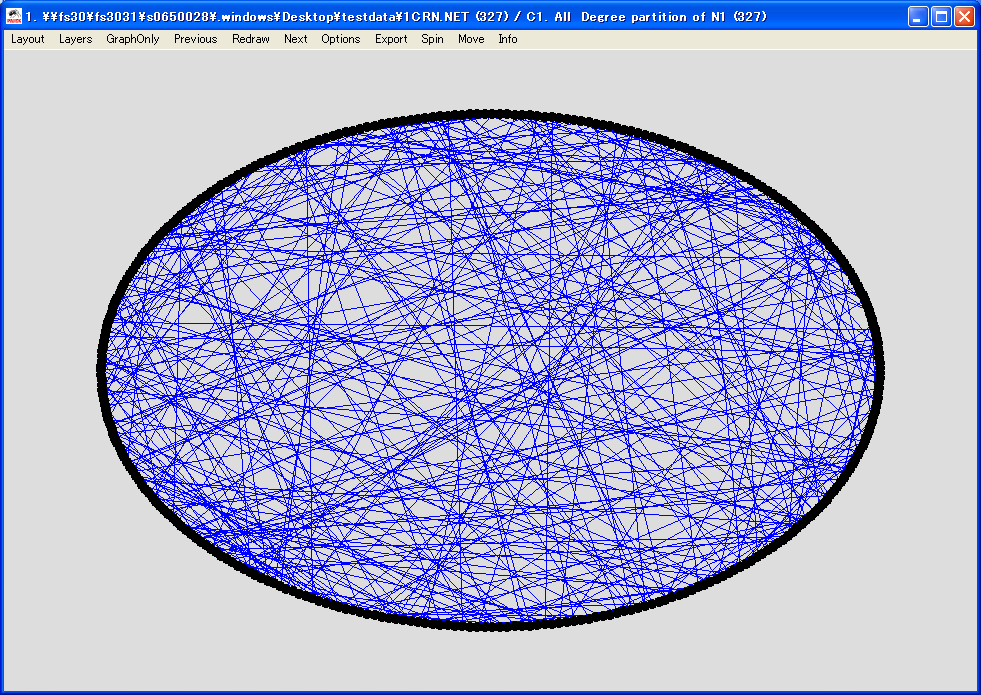 1. ¥¥fs30¥fs3031¥s0650028¥.windows¥Desktop¥testdata¥1CRN.NET (327) / C1. All  Degree partition of N1 (327)
Layout Layers GraphOnly Previous Redraw Next Options Export Spin Move Info